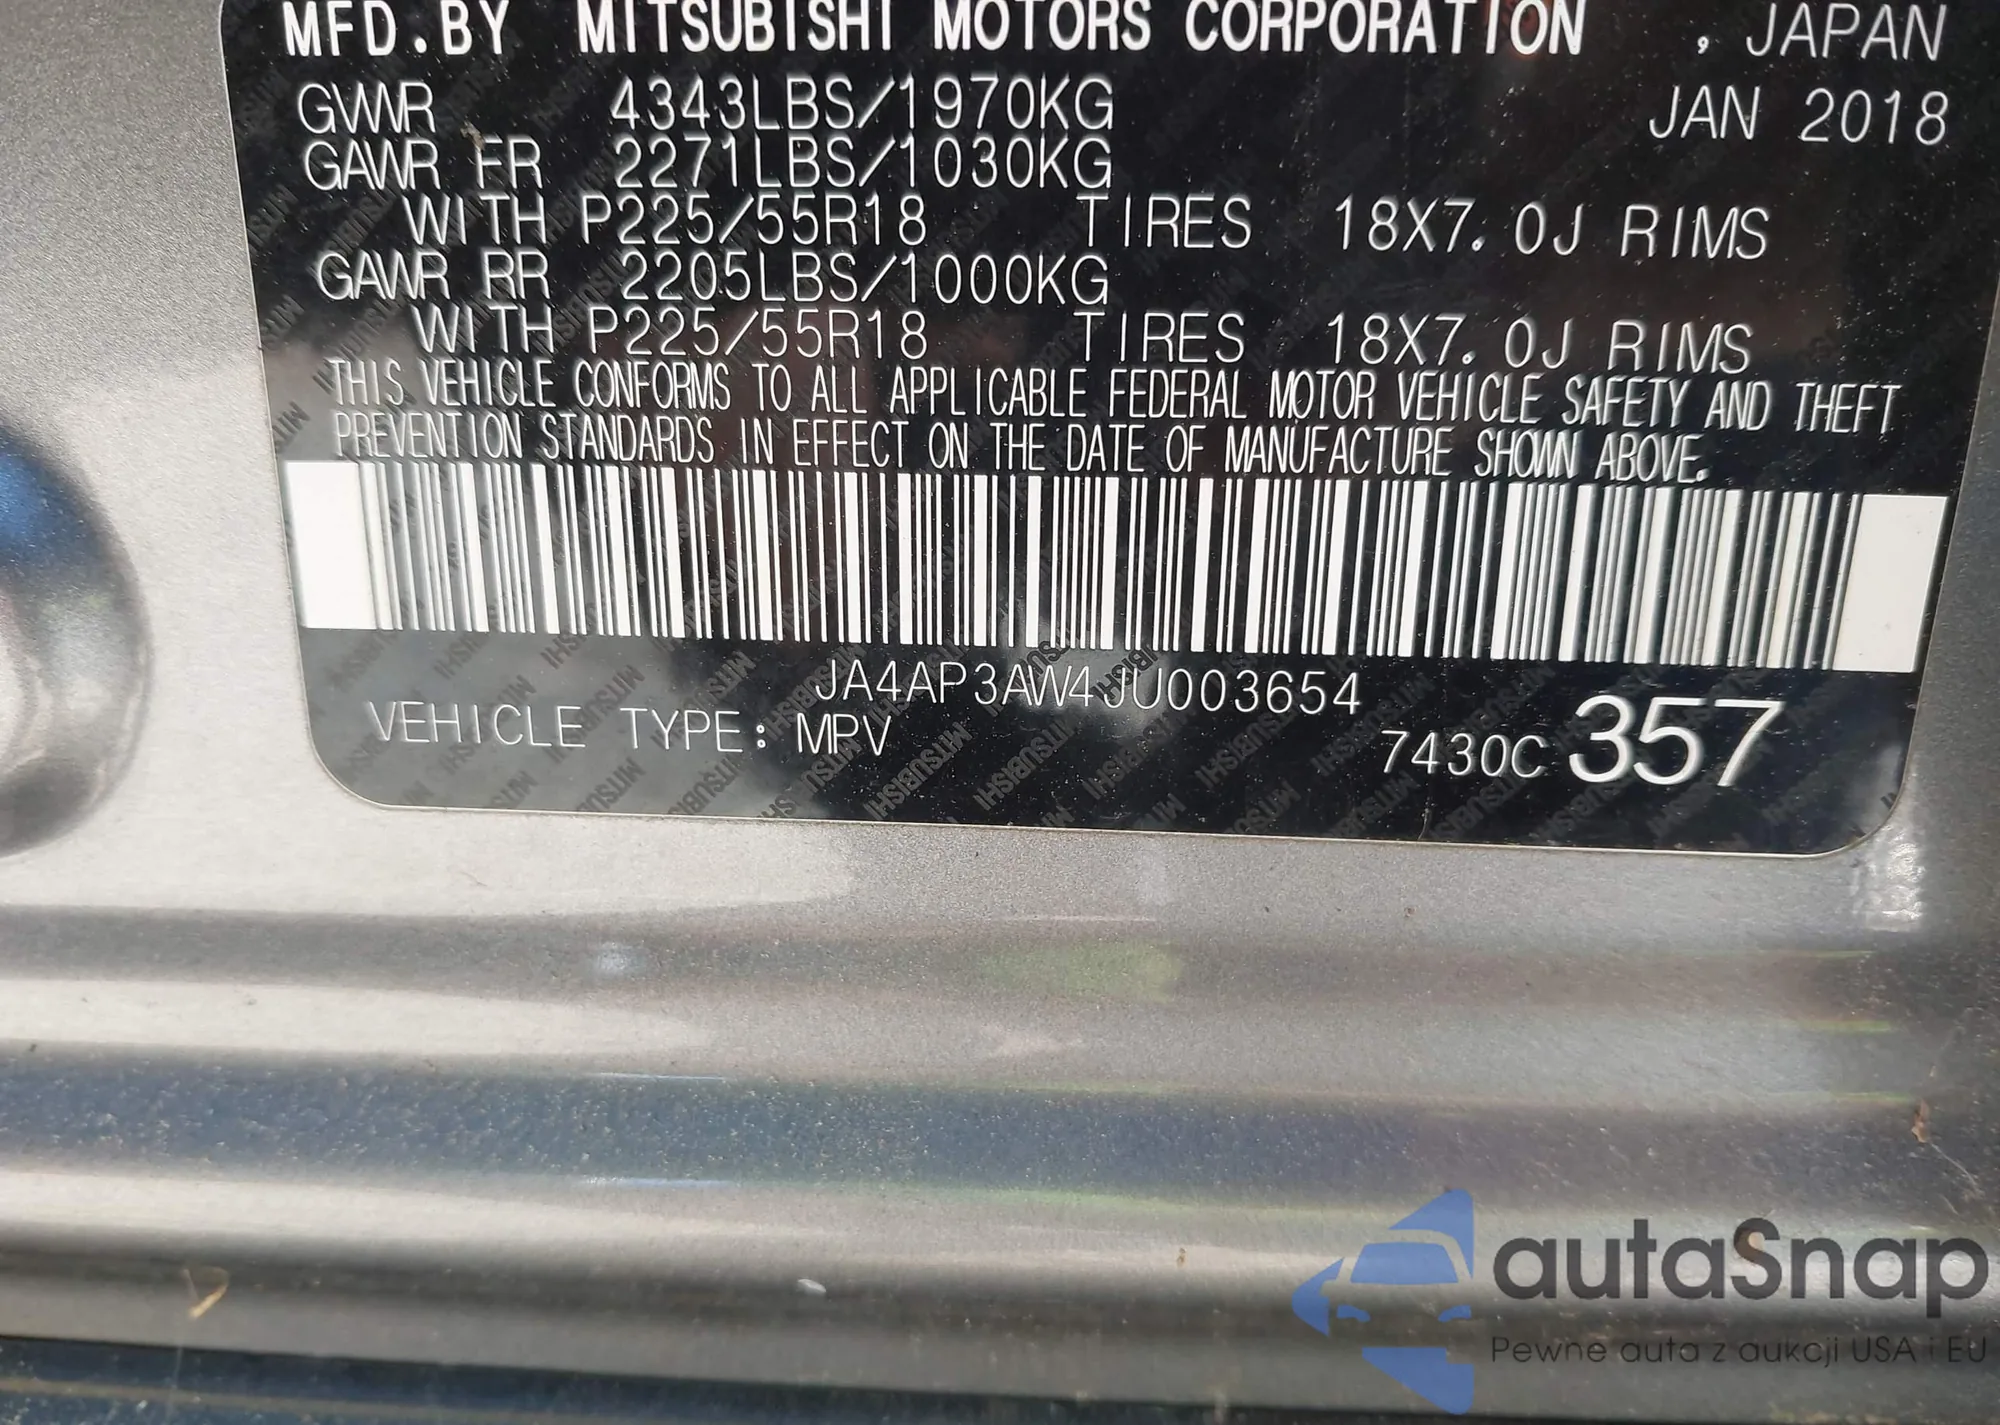 MFD.BY MITSUBISHI MOTORS CORPORATION , JAPAN
GVWR 4343LBS/1970KG JAN 2018
GAWR FR 2271LBS/1030KG
WITH P225/55R18 TIRES 18X7.0J RIMS
GAWR RR 2205LBS/1000KG
WITH P225/55R18 TIRES 18X7.0J RIMS
THIS VEHICLE CONFORMS TO ALL APPLICABLE FEDERAL MOTOR VEHICLE SAFETY AND THEFT
PREVENTION STANDARDS IN EFFECT ON THE DATE OF MANUFACTURE SHOWN ABOVE.
JA4AP3AW4JU003654
VEHICLE TYPE: MPV 7430C 357
autaSnap
Pewne auta z aukcji USA i EU